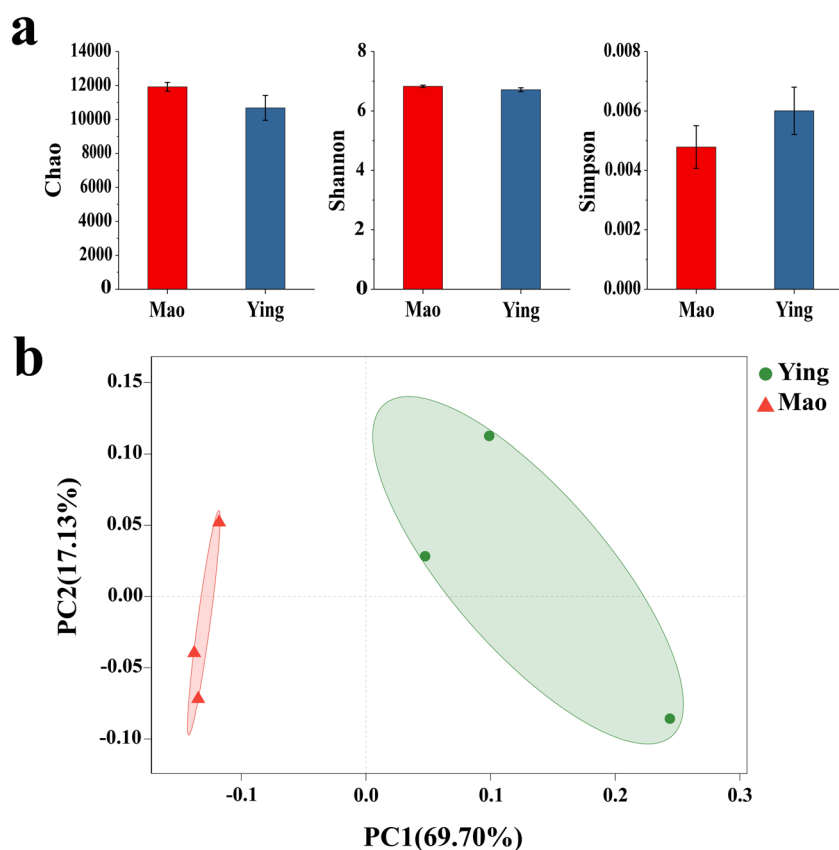 a
14000
12000
10000
8000
6000
4000
2000
0
Chao
Mao
Ying
8
6
4
2
0
Shannon
Mao
Ying
0.008
0.006
0.004
0.002
0.000
Simpson
Mao
Ying
b
0.15
0.10
0.05
0.00
-0.05
-0.10
PC2(17.13%)
-0.1
0.0
0.1
0.2
0.3
PC1(69.70%)
Ying
Mao